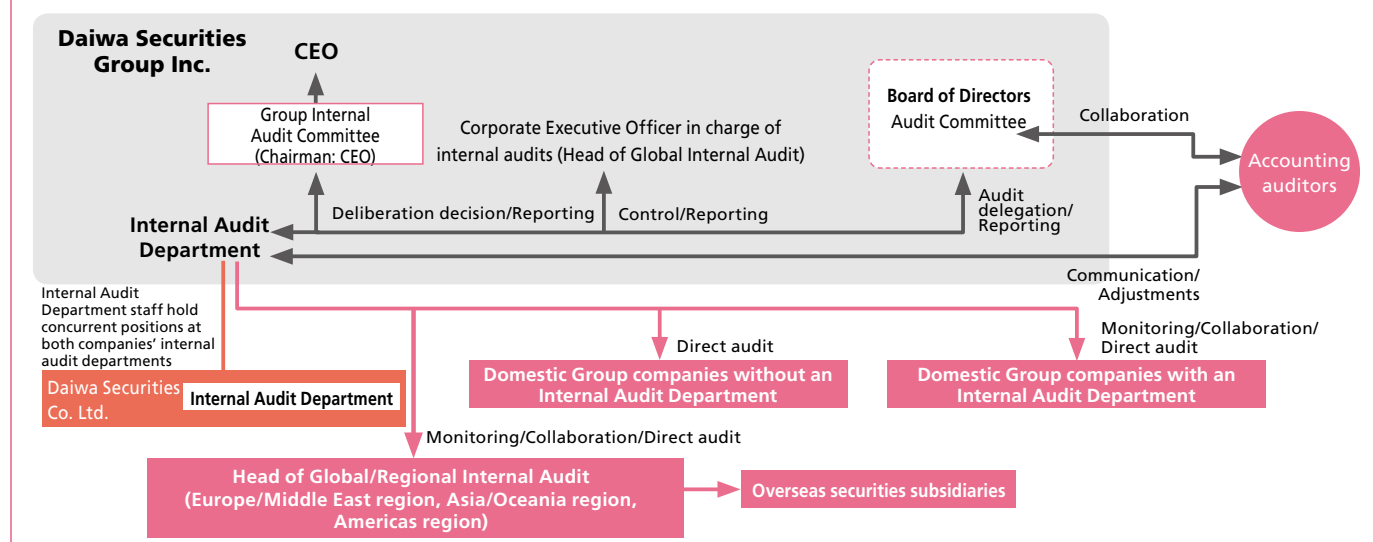 Daiwa Securities
Group Inc.
CEO
Group Internal
Audit Committee
(Chairman: CEO)
Corporate Executive Officer in charge of
internal audits (Head of Global Internal Audit)
Board of Directors
Audit Committee
Collaboration
Accounting
auditors
Deliberation decision/Reporting
Control/Reporting
Audit
delegation/
Reporting
Internal Audit
Department
Communication/
Adjustments
Internal Audit
Department staff hold
concurrent positions at
both companies’ internal
audit departments
Daiwa Securities
Co. Ltd.
Internal Audit Department
Direct audit
Domestic Group companies without an
Internal Audit Department
Monitoring/Collaboration/
Direct audit
Domestic Group companies with an
Internal Audit Department
Monitoring/Collaboration/Direct audit
Head of Global/Regional Internal Audit
(Europe/Middle East region, Asia/Oceania region,
Americas region)
Overseas securities subsidiaries